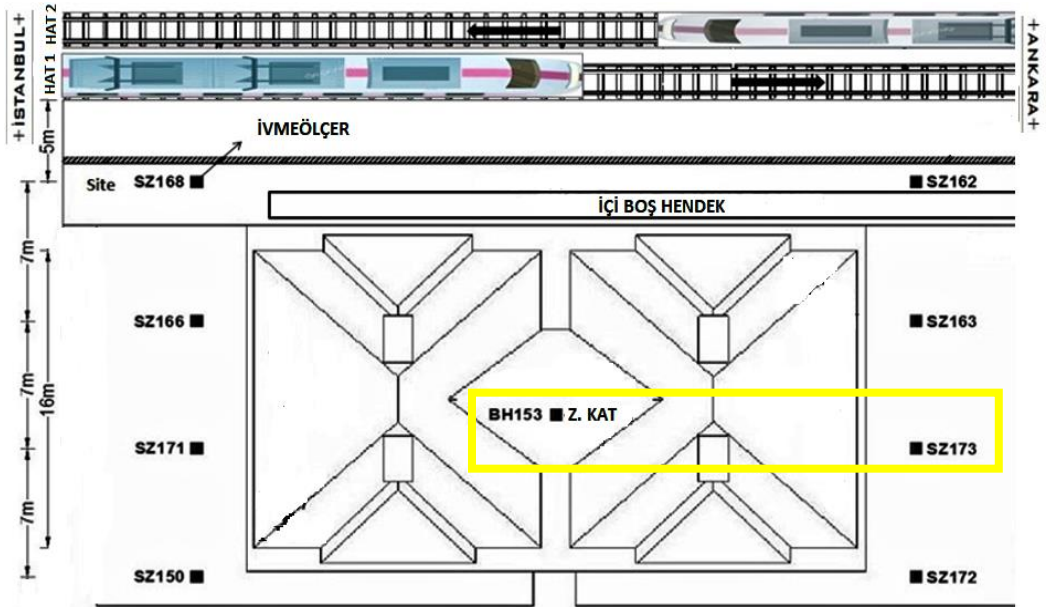 +İSTANBUL+
HAT 2
HAT 1
+ANKARA+
5m
İVMEÖLÇER
Site
SZ168
SZ162
İÇİ BOŞ HENDEK
7m
SZ166
SZ163
7m
16m
BH153
Z. KAT
SZ171
SZ173
7m
SZ150
SZ172